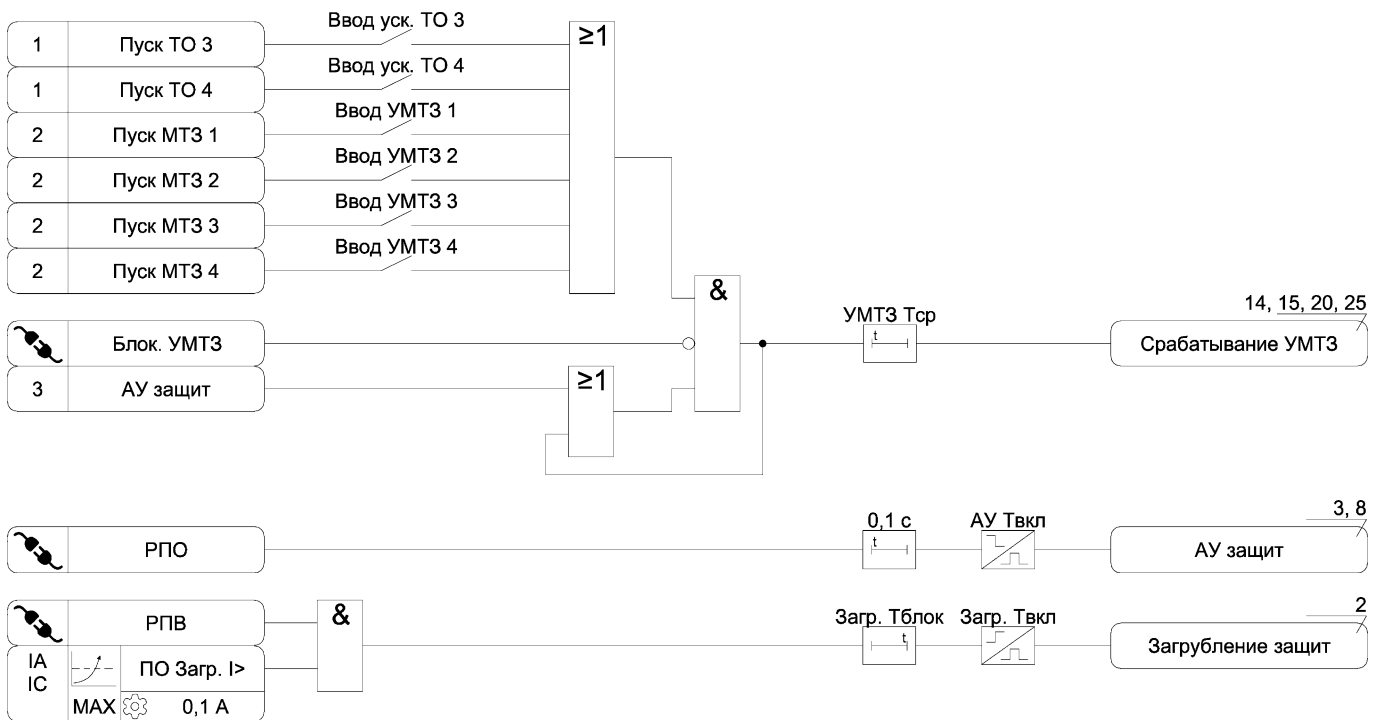 Ввод уск. ТО 3
1 Пуск ТО 3 ≥1
Ввод уск. ТО 4
1 Пуск ТО 4
Ввод УМТЗ 1
2 Пуск МТЗ 1
Ввод УМТЗ 2
2 Пуск МТЗ 2
Ввод УМТЗ 3
2 Пуск МТЗ 3
Ввод УМТЗ 4
2 Пуск МТЗ 4
&
УМТЗ Тср 14, 15, 20, 25
Блок. УМТЗ t Срабатывание УМТЗ
3 АУ защит ≥1
0,1 с АУ Твкл 3, 8
РПО t АУ защит
РПВ & Загр. Тблок Загр. Твкл 2
t Загрубление защит
IA
IC
ПО Загр. I>
MAX 0,1 А